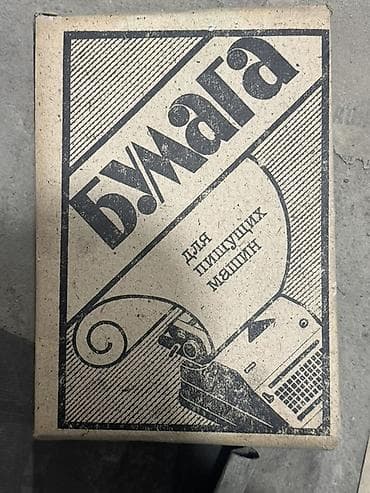 БУМАГА
для
пишущих
машин